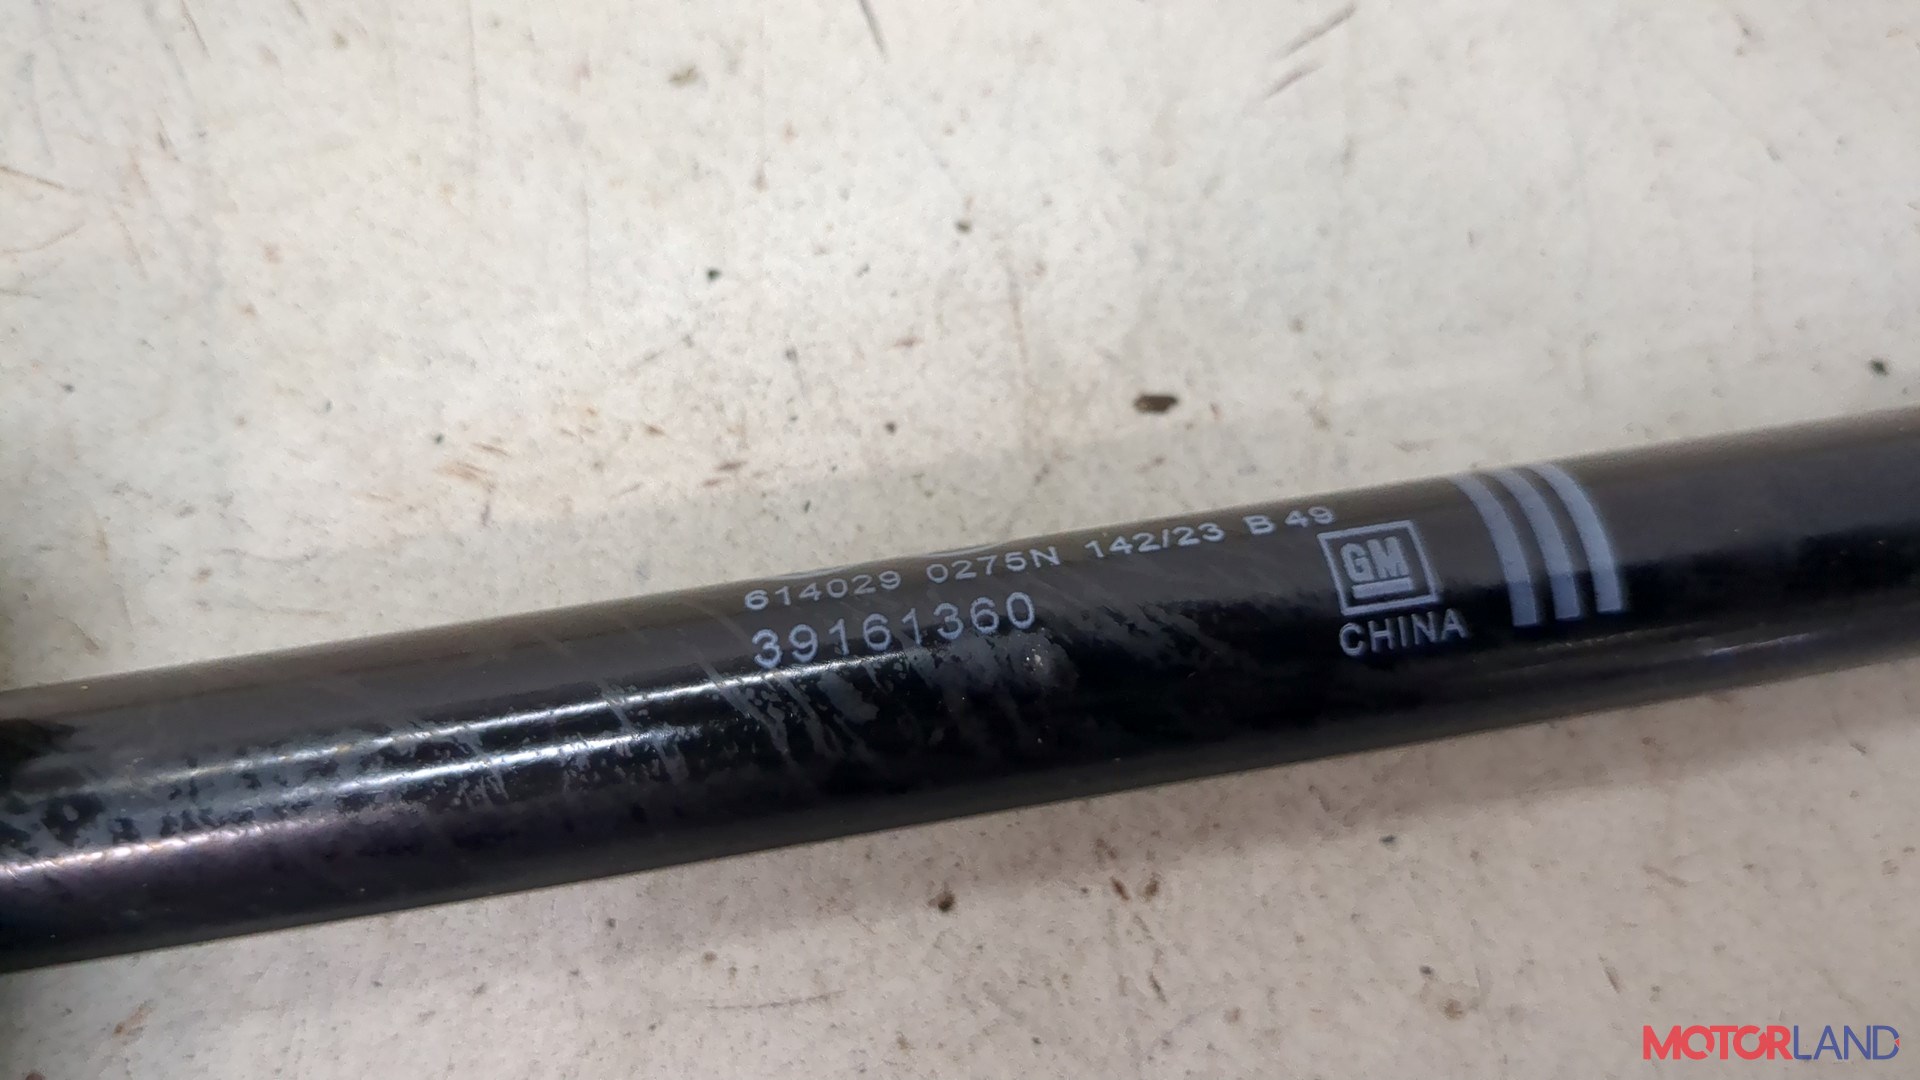 614029 0275N 142/23 B 49
39161360
GM
CHINA
MOTORLAND